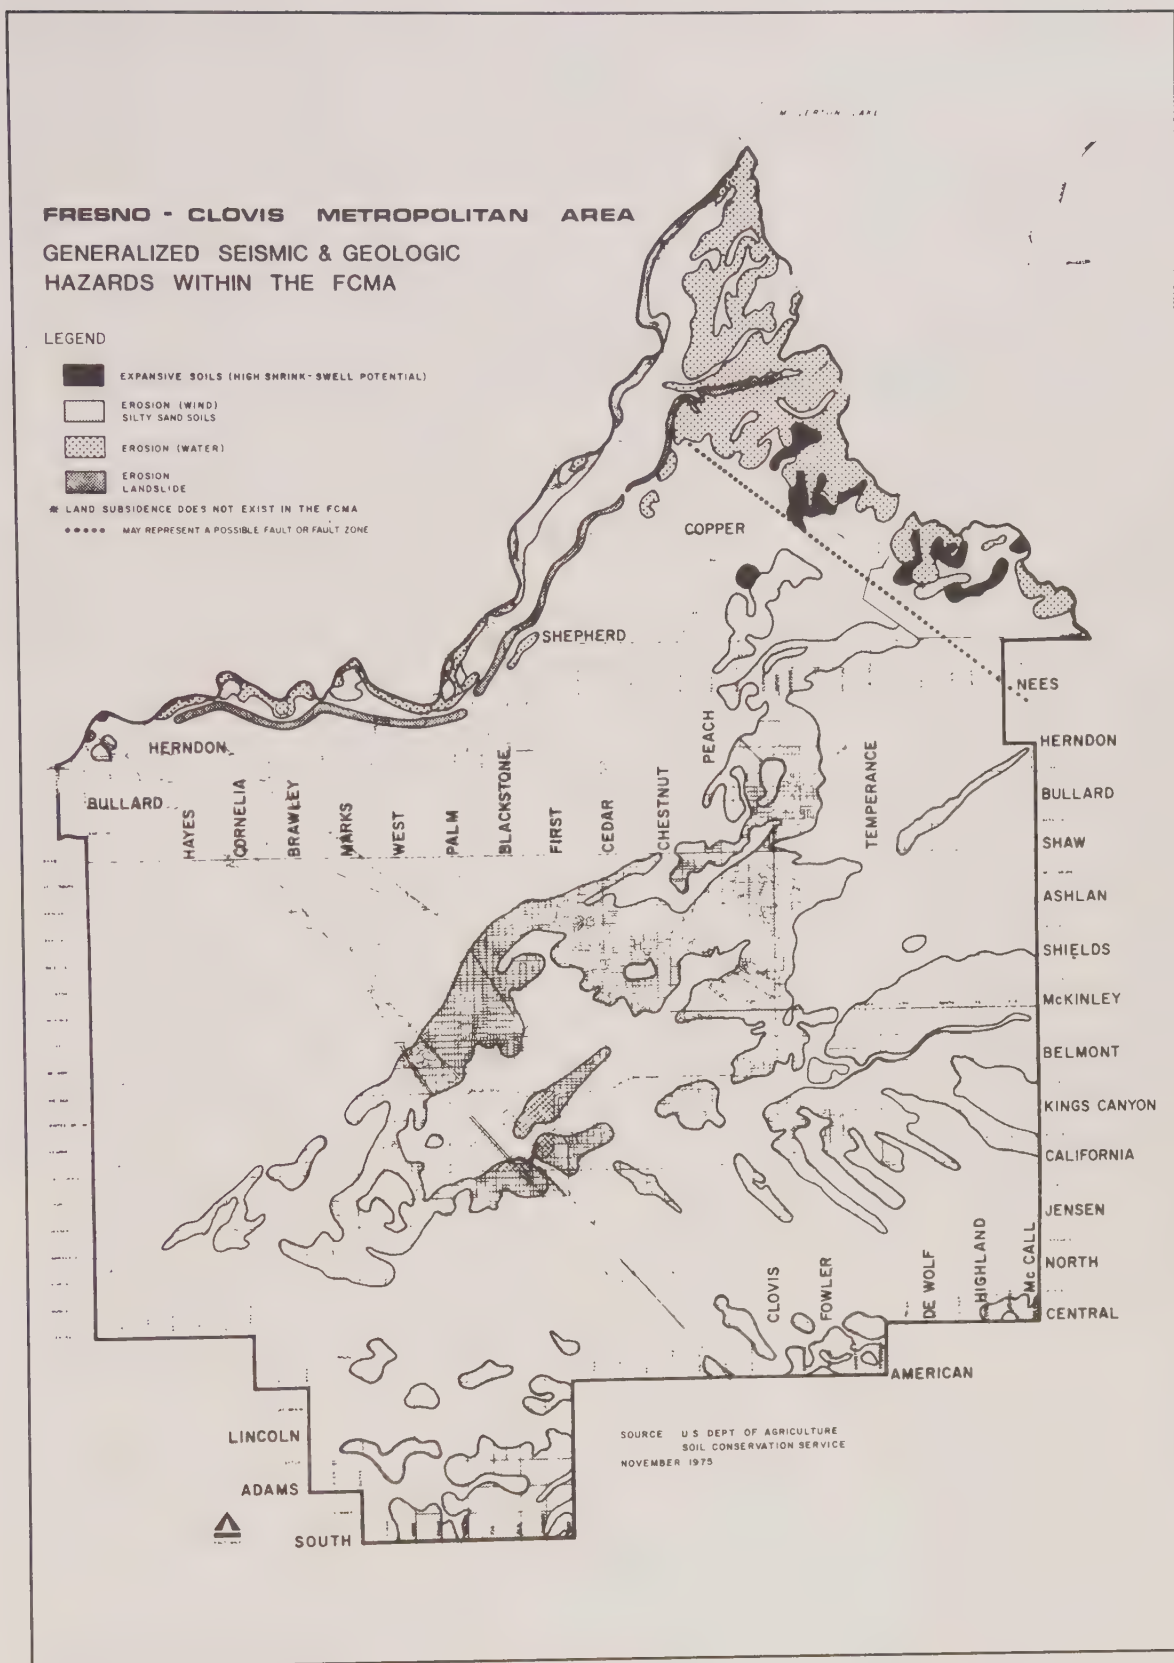 FRESNO - CLOVIS METROPOLITAN AREA
GENERALIZED SEISMIC & GEOLOGIC
HAZARDS WITHIN THE FCMA
LEGEND
EXPANSIVE SOILS (HIGH SHRINK-SWELL POTENTIAL)
EROSION (WIND)
SILTY SAND SOILS
EROSION (WATER)
EROSION
LANDSLIDE
* LAND SUBSIDENCE DOES NOT EXIST IN THE FCMA
••••• MAY REPRESENT A POSSIBLE FAULT OR FAULT ZONE
COPPER
SHEPHERD
NEES
HERNDON
HERNDON
BULLARD
BULLARD
HAYES
CORNELIA
BRAWLEY
MARKS
WEST
PALM
BLACKSTONE
FIRST
CEDAR
CHESTNUT
PEACH
TEMPERANCE
SHAW
ASHLAN
SHIELDS
McKINLEY
BELMONT
KINGS CANYON
CALIFORNIA
JENSEN
NORTH
CENTRAL
CLOVIS
FOWLER
DE WOLF
HIGHLAND
Mc CALL
AMERICAN
LINCOLN
ADAMS
SOUTH
SOURCE U S DEPT OF AGRICULTURE
SOIL CONSERVATION SERVICE
NOVEMBER 1975